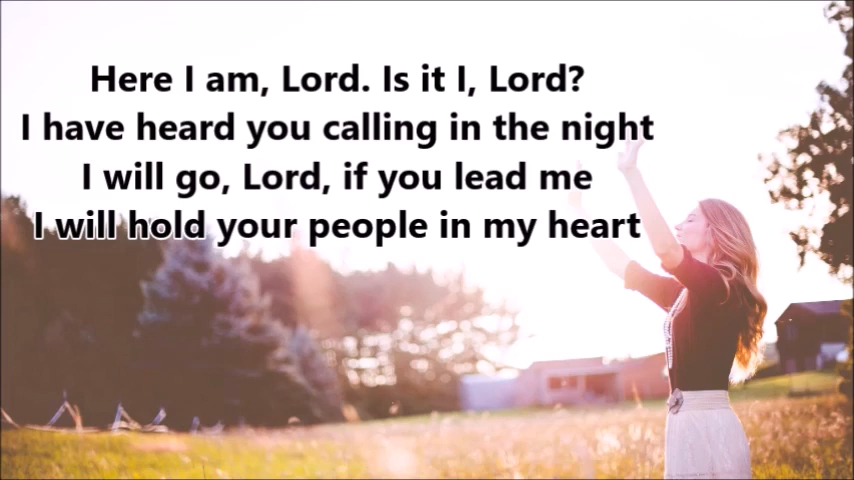 Here I am, Lord. Is it I, Lord?
I have heard you calling in the night
I will go, Lord, if you lead me
I will hold your people in my heart